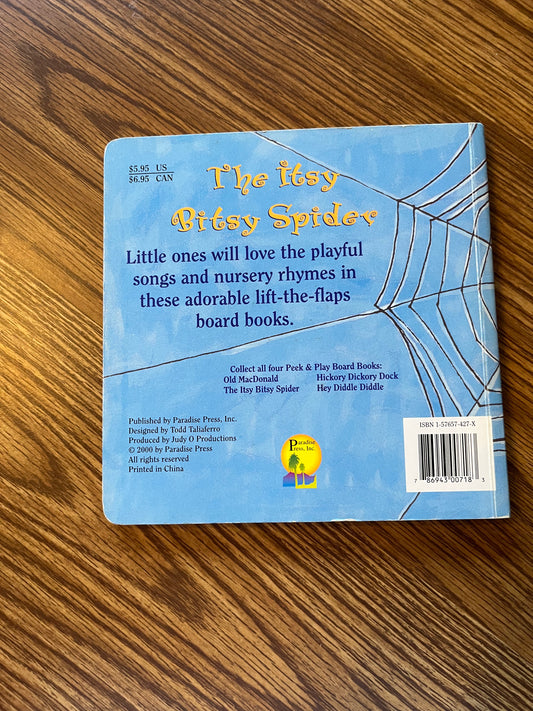 $5.95 US
$6.95 CAN
The Itsy
Bitsy Spider
Little ones will love the playful
songs and nursery rhymes in
these adorable lift-the-flaps
board books.
Collect all four Peek & Play Board Books:
Old MacDonald Hickory Dickory Dock
The Itsy Bitsy Spider Hey Diddle Diddle
Published by Paradise Press, Inc.
Designed by Todd Taliaferro
Produced by Judy O Productions
© 2000 by Paradise Press
All rights reserved
Printed in China
Paradise
Press, Inc.
ISBN 1-57657-427-X
7 86943 00718 3